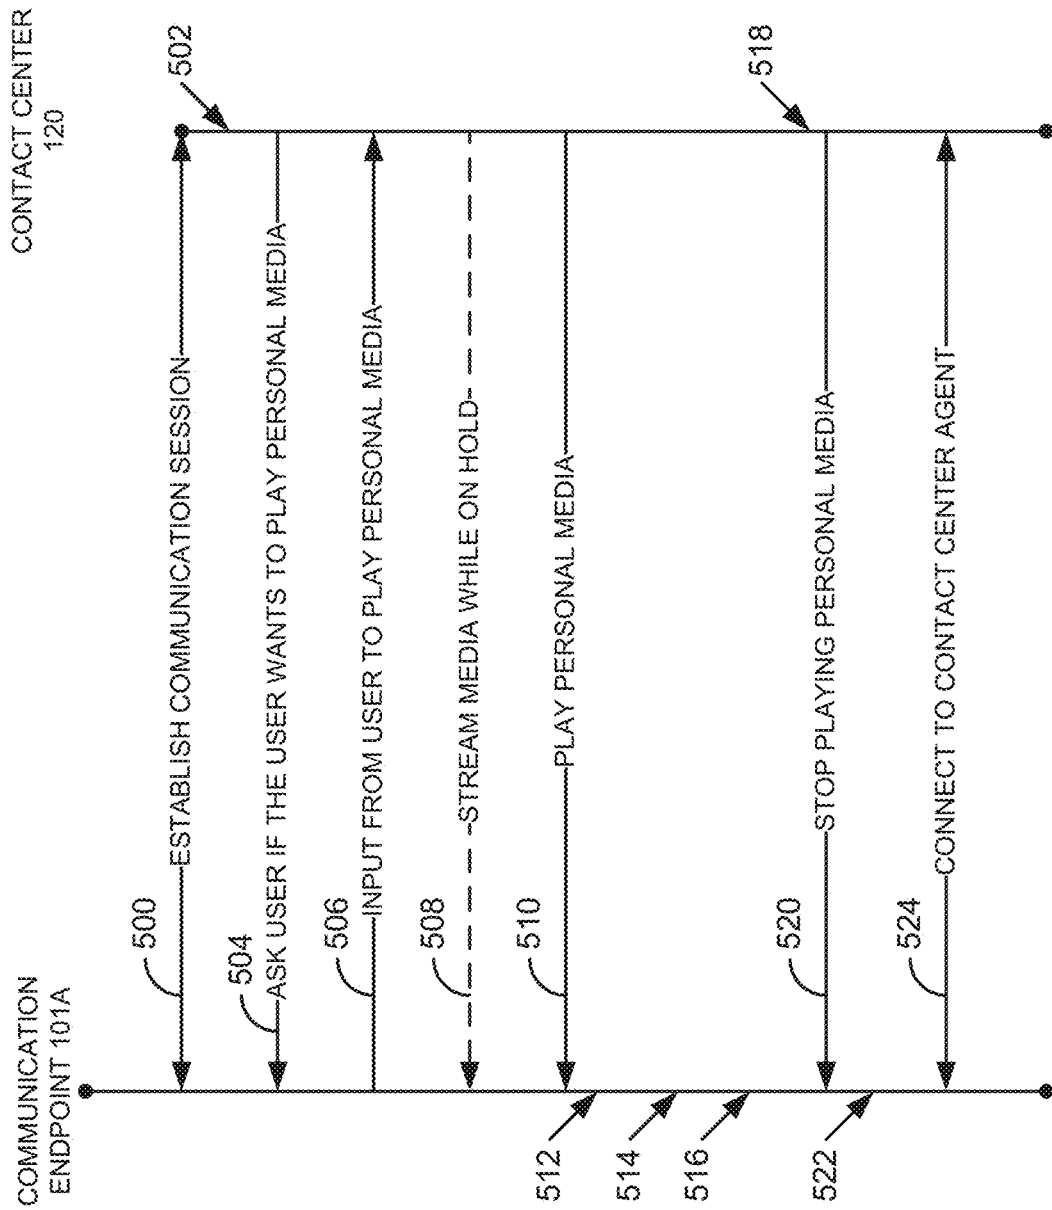 COMMUNICATION
ENDPOINT 101A
CONTACT CENTER
120
500
ESTABLISH COMMUNICATION SESSION
502
504
ASK USER IF THE USER WANTS TO PLAY PERSONAL MEDIA
506
INPUT FROM USER TO PLAY PERSONAL MEDIA
508
STREAM MEDIA WHILE ON HOLD
510
PLAY PERSONAL MEDIA
512
514
516
518
520
STOP PLAYING PERSONAL MEDIA
522
524
CONNECT TO CONTACT CENTER AGENT